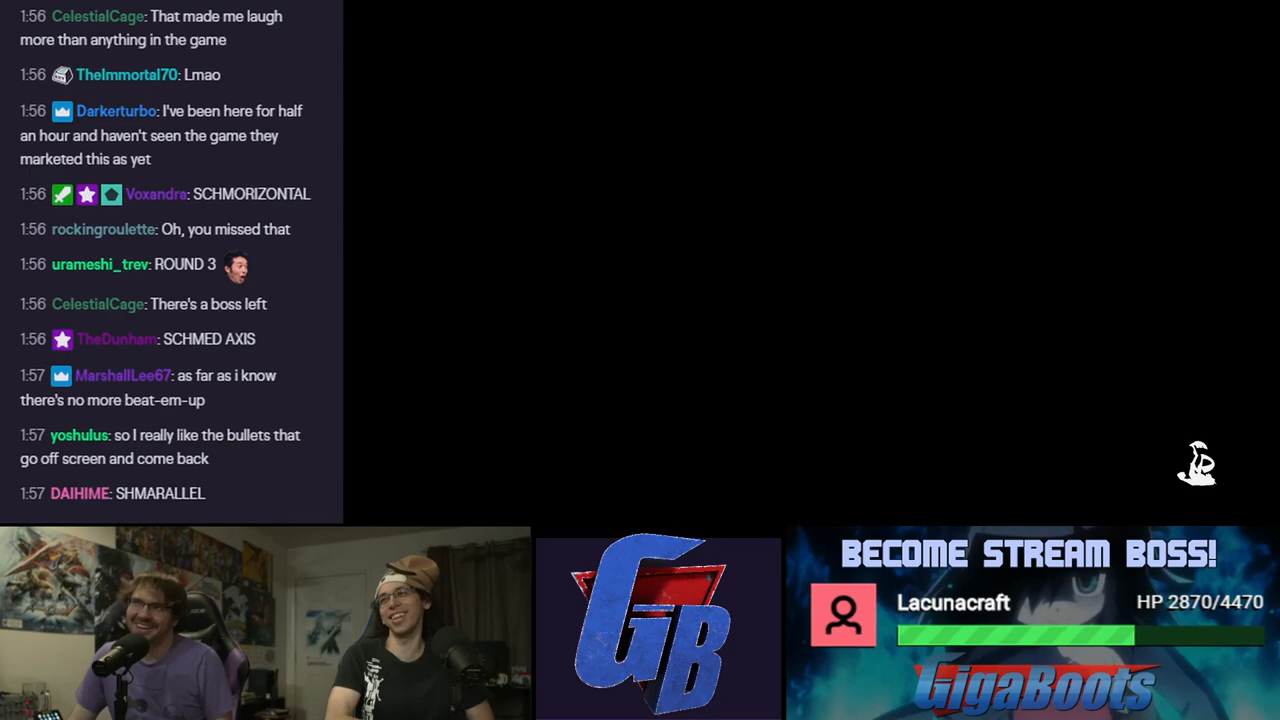 1:56 CelestialCage: That made me laugh
more than anything in the game
1:56 TheImmortal70: Lmao
1:56 Darkerturbo: I've been here for half
an hour and haven't seen the game they
marketed this as yet
1:56 Voxandra: SCHMORIZONTAL
1:56 rockingroulette: Oh, you missed that
1:56 urameshi_trev: ROUND 3
1:56 CelestialCage: There's a boss left
1:56 TheDunham: SCHMED AXIS
1:57 MarshallLee67: as far as i know
there's no more beat-em-up
1:57 yoshulus: so I really like the bullets that
go off screen and come back
1:57 DAIHIME: SHMARALLEL
GB
BECOME STREAM BOSS!
Lacunacraft HP 2870/4470
GigaBoots